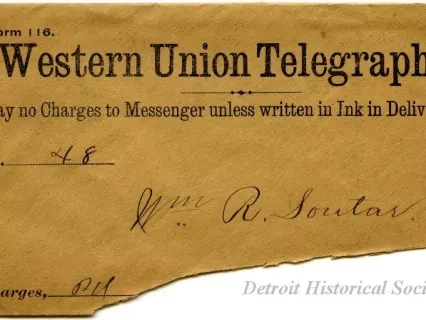 orm 116.
Western Union Telegraph
ay no Charges to Messenger unless written in Ink in Deliv
. 48
Wm R. Soutar.
arges,
Detroit Historical Soci